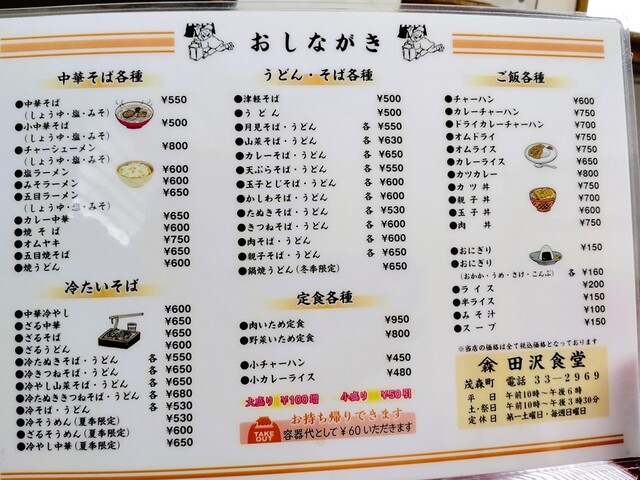 おしながき
中華そば各種
●中華そば ¥550
(しょうゆ・塩・みそ)
●小中華そば ¥500
(しょうゆ・塩・みそ)
●チャーシューメン ¥800
(しょうゆ・塩・みそ)
●塩ラーメン ¥600
●みそラーメン ¥600
●五目ラーメン ¥650
(しょうゆ・塩・みそ)
●カレー中華 ¥650
●焼そば ¥600
●オムヤキ ¥750
●五目焼そば ¥650
●焼うどん ¥600
冷たいそば
●中華冷やし ¥600
●ざる中華 ¥650
●ざるそば ¥600
●ざるうどん ¥650
●冷たぬきそば・うどん 各 ¥550
●冷きつねそば・うどん 各 ¥650
●冷やし山菜そば・うどん 各 ¥650
●冷たぬききつねそば・うどん 各 ¥680
●冷そば・うどん 各 ¥530
●冷そうめん(夏季限定) ¥550
●ざるそうめん(夏季限定) ¥600
●冷やし中華(夏季限定) ¥650
うどん・そば各種
●津軽そば ¥500
●うどん ¥500
●月見そば・うどん 各 ¥550
●山菜そば・うどん 各 ¥630
●カレーそば・うどん 各 ¥650
●天ぷらそば・うどん 各 ¥550
●玉子とじそば・うどん 各 ¥600
●かしわそば・うどん 各 ¥600
●たぬきそば・うどん 各 ¥530
●きつねそば・うどん 各 ¥600
●肉そば・うどん 各 ¥600
●親子そば・うどん 各 ¥650
●鍋焼うどん(冬季限定) ¥650
定食各種
●肉いため定食 ¥950
●野菜いため定食 ¥800
●小チャーハン ¥450
●小カレーライス ¥480
大盛り ¥100増 小盛り ¥50引
TAKE OUT
お持ち帰りできます
容器代として¥60いただきます
ご飯各種
●チャーハン ¥600
●カレーチャーハン ¥750
●ドライカレーチャーハン ¥700
●オムドライ ¥750
●オムライス ¥750
●カレーライス ¥650
●カツカレー ¥800
●カツ丼 ¥750
●親子丼 ¥700
●玉子丼 ¥600
●肉丼 ¥750
●おにぎり ¥150
●おにぎり
(おかか・うめ・さけ・こんぶ) 各 ¥160
●ライス ¥200
●半ライス ¥150
●みそ汁 ¥100
●スープ ¥150
※当店の価格は全て税込価格となっております
田沢食堂
茂森町 電話 33-2969
平日 午前10時～午後6時
土・祭日 午前10時～午後3時30分
定休日 第一土曜日・毎週日曜日